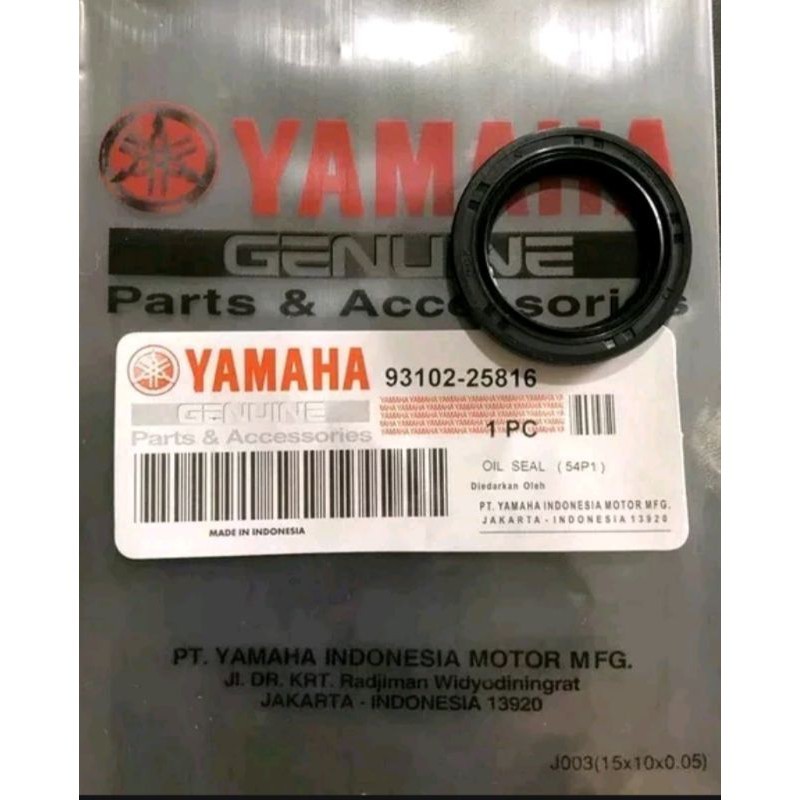 YAMAHA
GENUINE
Parts & Accessories
YAMAHA 93102-25816
GENUINE
Parts & Accessories
1 PC
OIL SEAL (54P1)
Diedarkan Oleh
PT. YAMAHA INDONESIA MOTOR MFG.
JAKARTA - INDONESIA 13920
MADE IN INDONESIA
PT. YAMAHA INDONESIA MOTOR MFG.
Jl. DR. KRT. Radjiman Widyodiningrat
JAKARTA - INDONESIA 13920
J003(15x10x0.05)